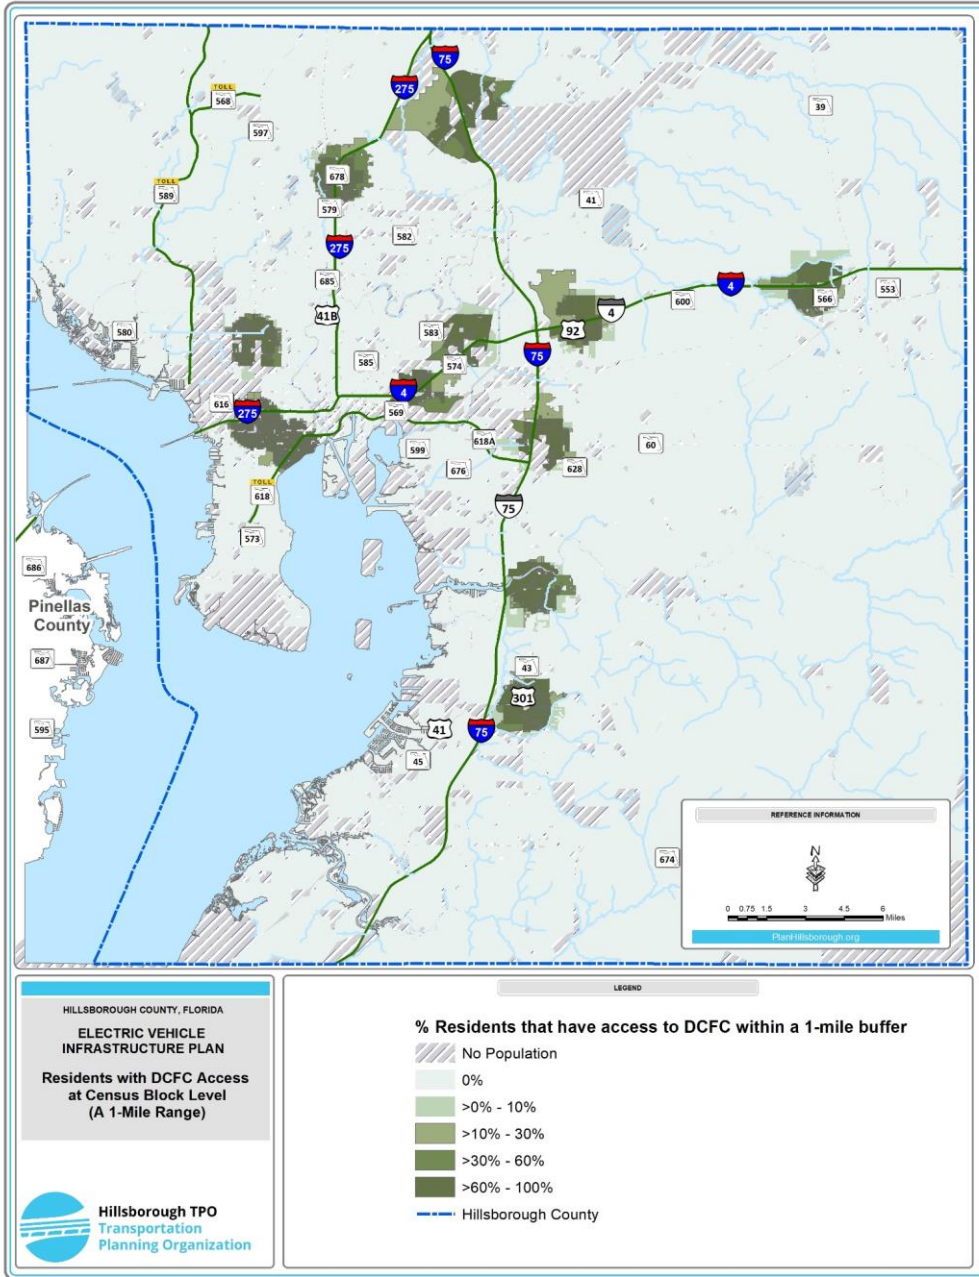 75
275
TOLL
568
39
597
678
TOLL
589
41
579
582
275
4
553
685
600
566
41B
4
580
583
92
585
574
75
4
616
275
569
618A
60
599
676
628
TOLL
618
75
573
686
Pinellas
County
687
43
301
595
41
75
45
REFERENCE INFORMATION
674
N
0 0.75 1.5 3 4.5 6
Miles
PlanHillsborough.org
HILLSBOROUGH COUNTY, FLORIDA
ELECTRIC VEHICLE
INFRASTRUCTURE PLAN
Residents with DCFC Access
at Census Block Level
(A 1-Mile Range)
Hillsborough TPO
Transportation
Planning Organization
LEGEND
% Residents that have access to DCFC within a 1-mile buffer
No Population
0%
>0% - 10%
>10% - 30%
>30% - 60%
>60% - 100%
Hillsborough County